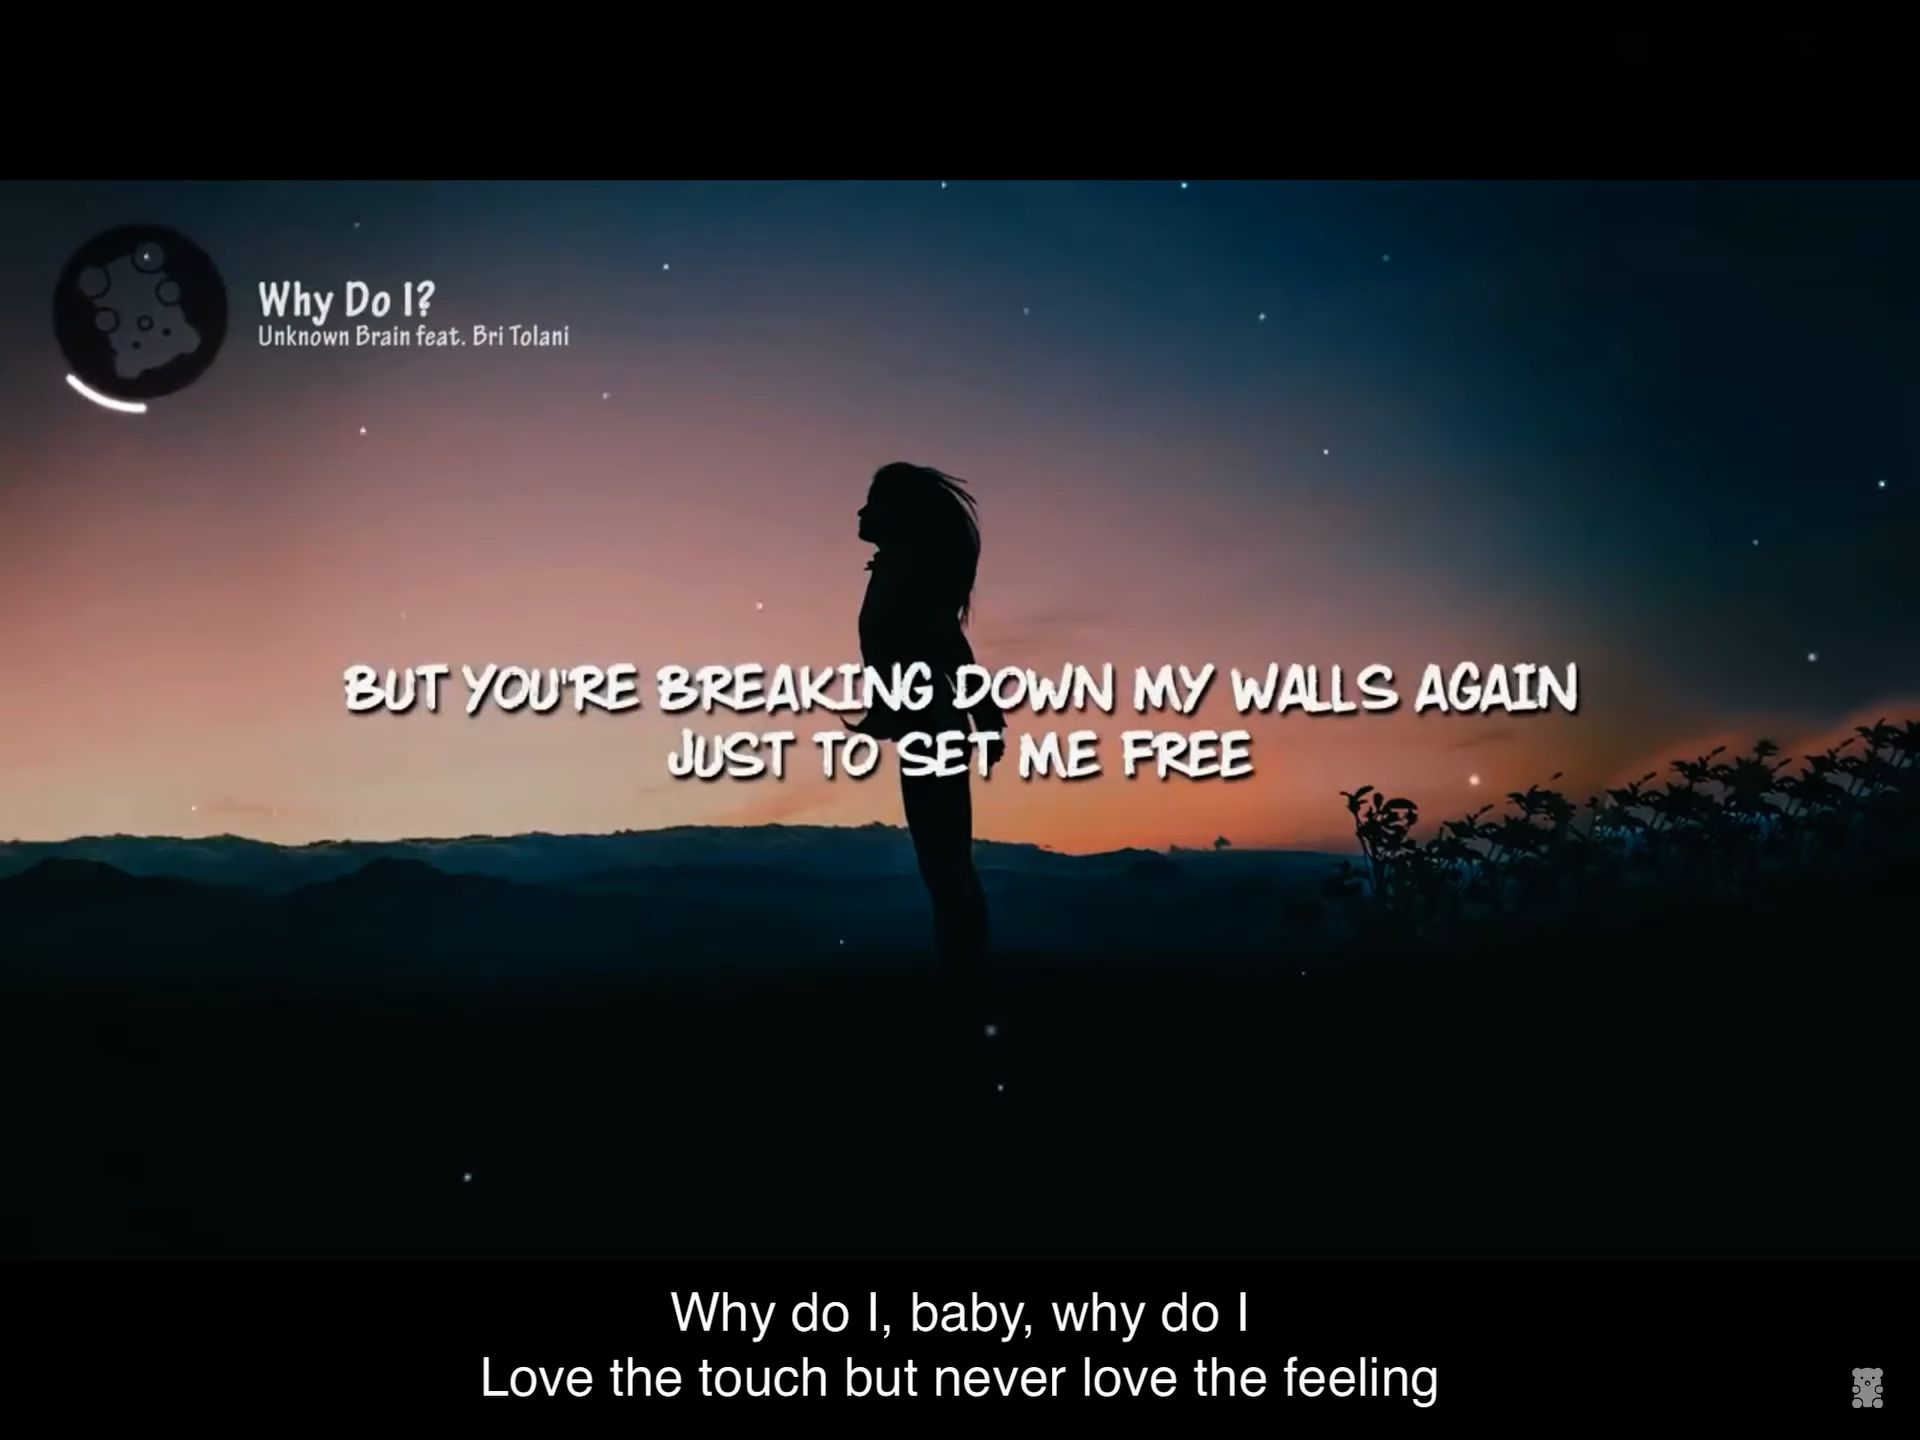 Why Do I?
Unknown Brain feat. Bri Tolani
BUT YOU'RE BREAKING DOWN MY WALLS AGAIN
JUST TO SET ME FREE
Why do I, baby, why do I
Love the touch but never love the feeling